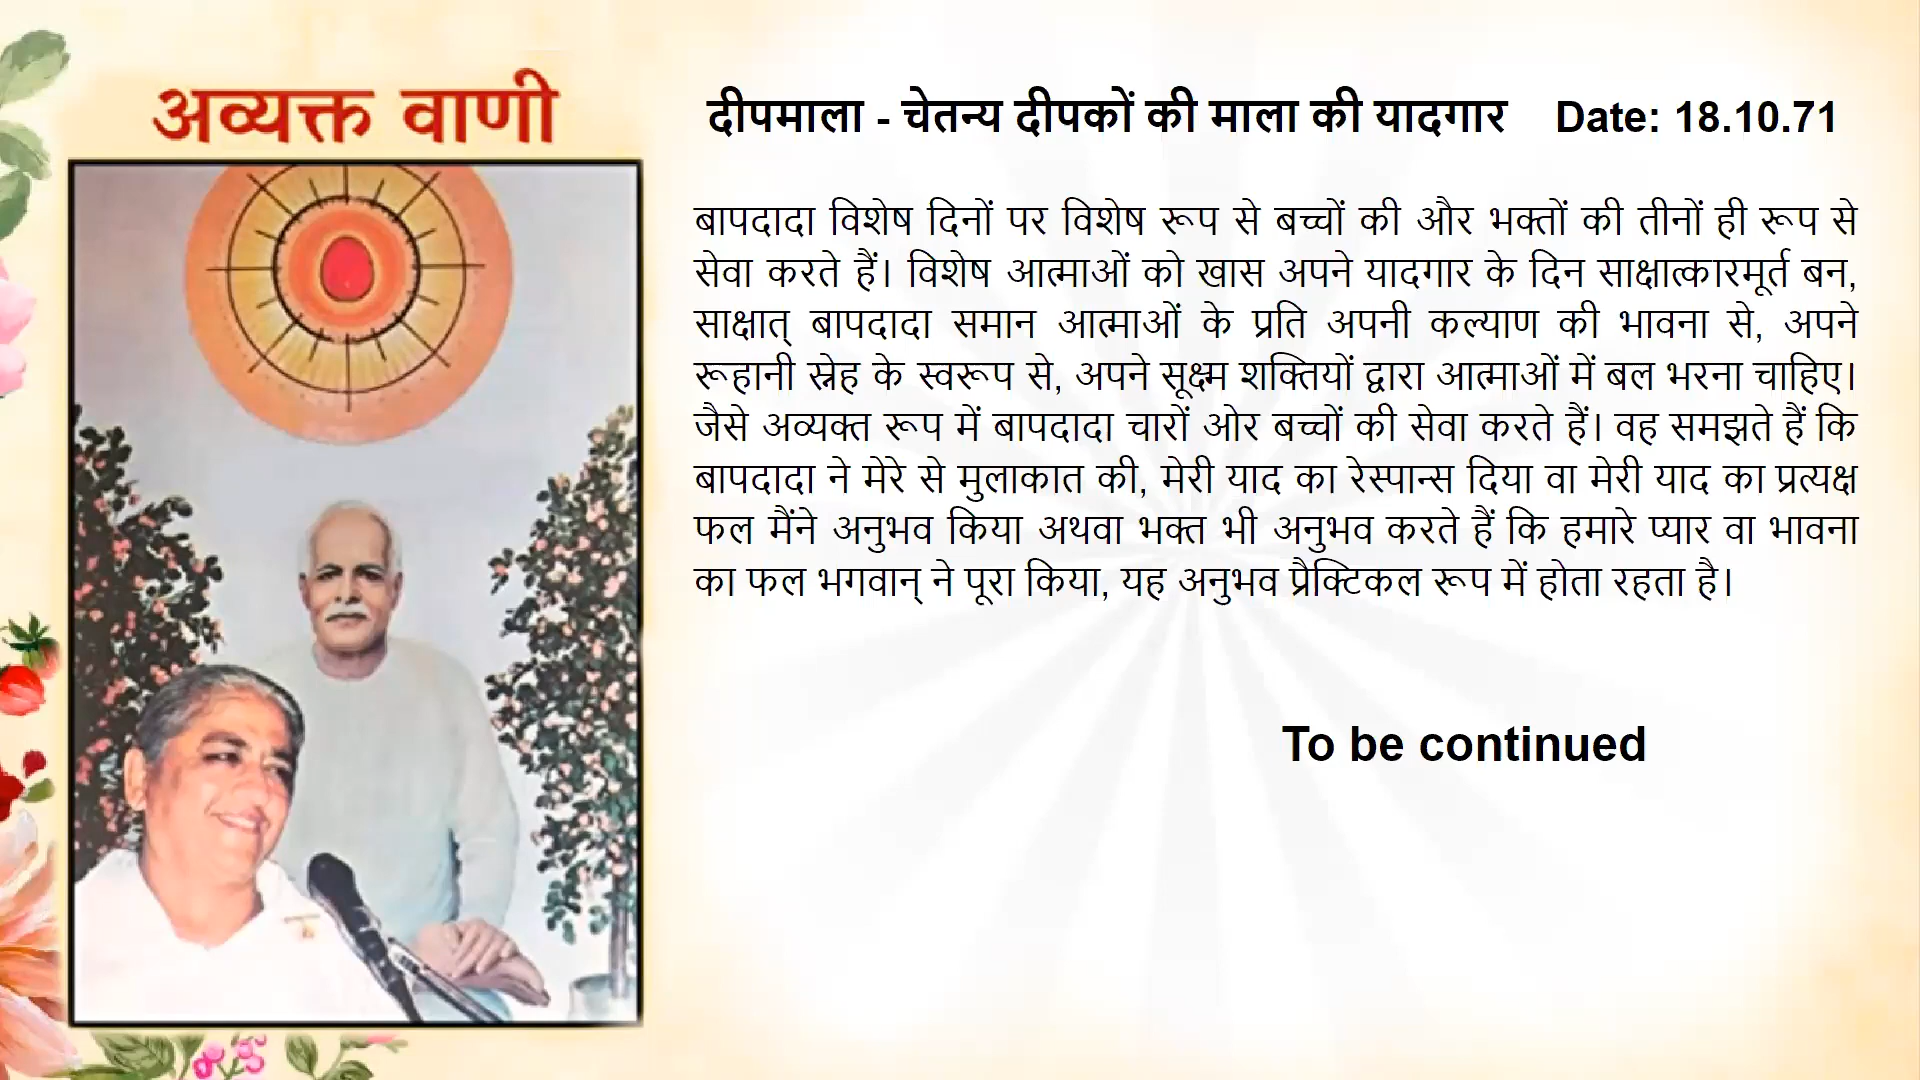 अव्यक्त वाणी
दीपमाला - चेतन्य दीपकों की माला की यादगार Date: 18.10.71
बापदादा विशेष दिनों पर विशेष रूप से बच्चों की और भक्तों की तीनों ही रूप से
सेवा करते हैं। विशेष आत्माओं को खास अपने यादगार के दिन साक्षात्कारमूर्त बन,
साक्षात् बापदादा समान आत्माओं के प्रति अपनी कल्याण की भावना से, अपने
रूहानी स्नेह के स्वरूप से, अपने सूक्ष्म शक्तियों द्वारा आत्माओं में बल भरना चाहिए।
जैसे अव्यक्त रूप में बापदादा चारों ओर बच्चों की सेवा करते हैं। वह समझते हैं कि
बापदादा ने मेरे से मुलाकात की, मेरी याद का रेस्पान्स दिया वा मेरी याद का प्रत्यक्ष
फल मैंने अनुभव किया अथवा भक्त भी अनुभव करते हैं कि हमारे प्यार वा भावना
का फल भगवान् ने पूरा किया, यह अनुभव प्रैक्टिकल रूप में होता रहता है।
To be continued